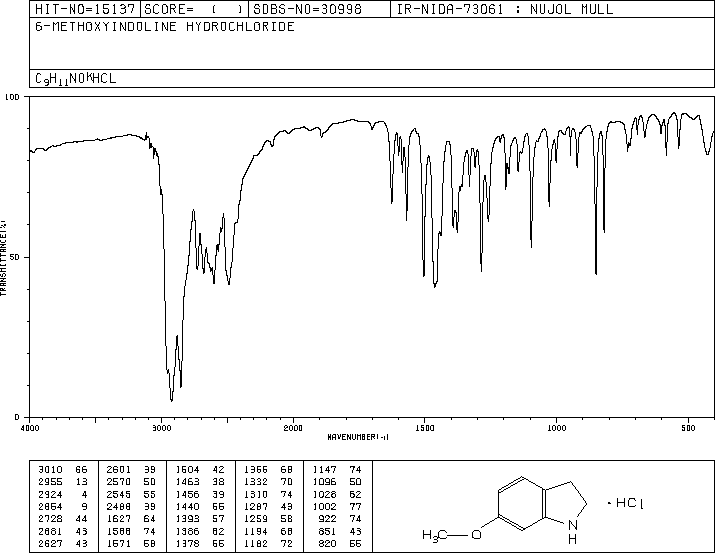 HIT-NO=15137 SCORE= ( ) SDBS-NO=30998 IR-NIDA-73061 : NUJOL MULL
6-METHOXYINDOLINE HYDROCHLORIDE
C9H11NO*HCL
100
50
0
TRANSMITTANCE(%)
4000 3000 2000 1500 1000 500
WAVENUMBER(-1)
3010 66 2601 39 1504 42 1366 68 1147 74
2955 13 2570 50 1463 38 1332 70 1096 50
2924 4 2545 55 1456 39 1310 74 1028 62
2854 9 2488 39 1440 55 1287 43 1002 77
2728 44 1627 64 1393 57 1259 58 922 74
2681 43 1588 74 1386 62 1194 68 851 43
2627 43 1571 58 1378 55 1182 72 820 55
H3C O N H · HCl